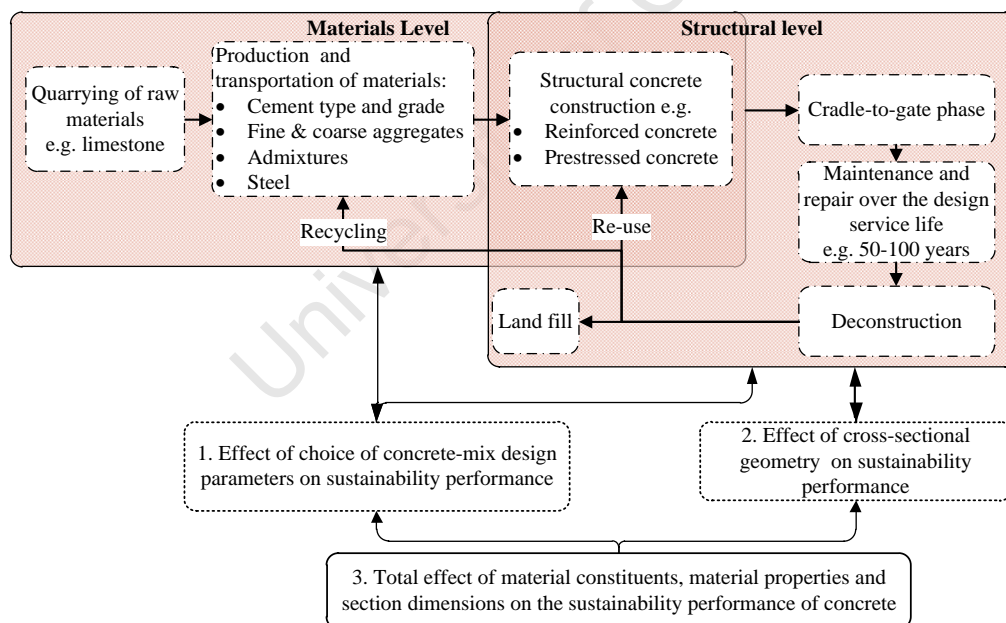 Materials Level
Structural level
Quarrying of raw
materials
e.g. limestone
Production and
transportation of materials:
• Cement type and grade
• Fine & coarse aggregates
• Admixtures
• Steel
Structural concrete
construction e.g.
• Reinforced concrete
• Prestressed concrete
Cradle-to-gate phase
Maintenance and
repair over the design
service life
e.g. 50-100 years
Recycling
Re-use
Land fill
Deconstruction
1. Effect of choice of concrete-mix design
parameters on sustainability performance
2. Effect of cross-sectional
geometry on sustainability
performance
3. Total effect of material constituents, material properties and
section dimensions on the sustainability performance of concrete